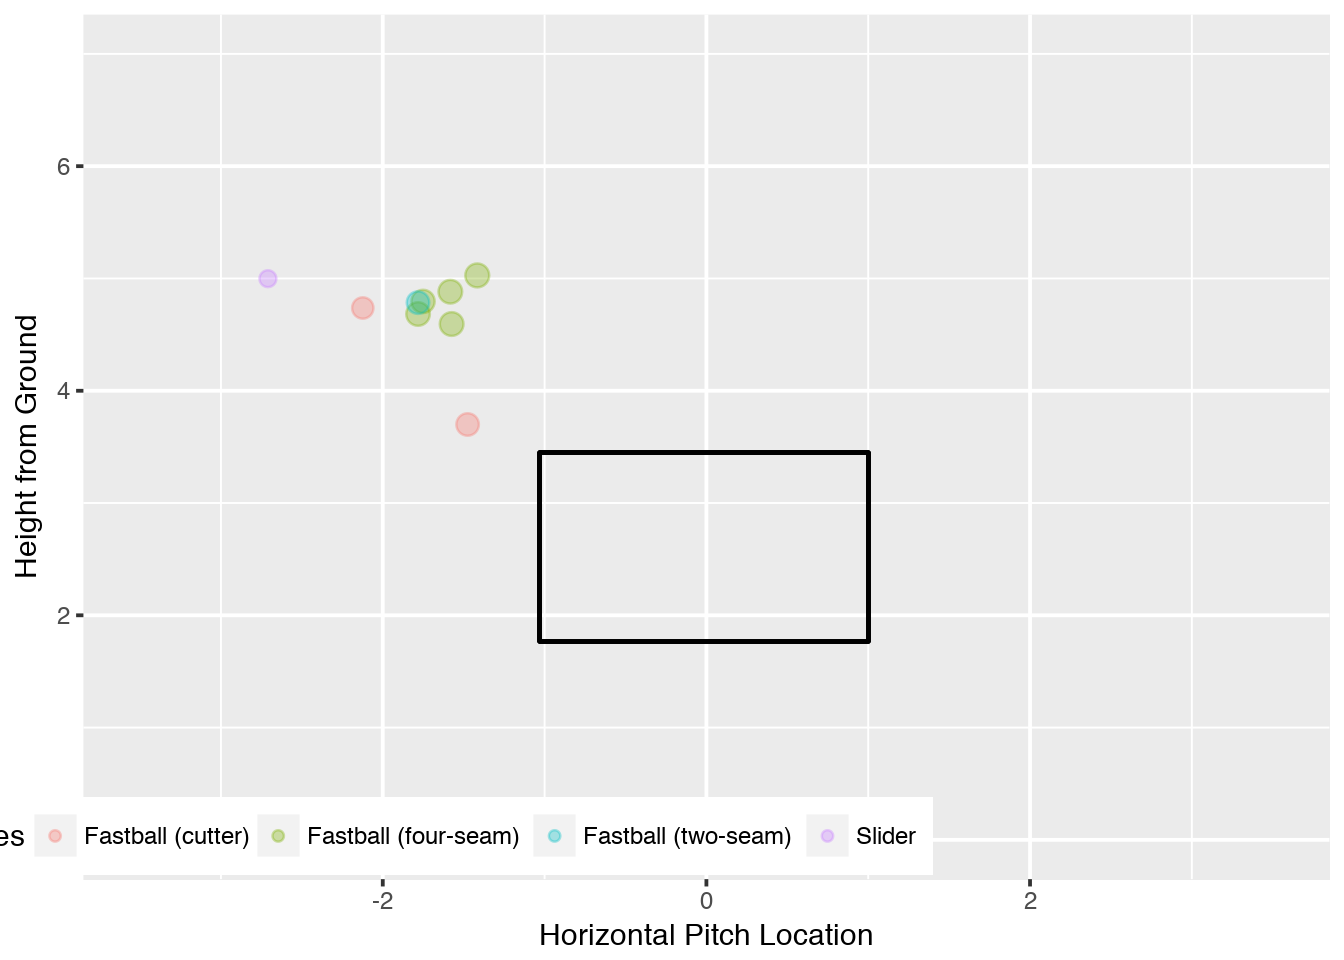 Height from Ground
6
4
2
es Fastball (cutter) Fastball (four-seam) Fastball (two-seam) Slider
-2 0 2
Horizontal Pitch Location